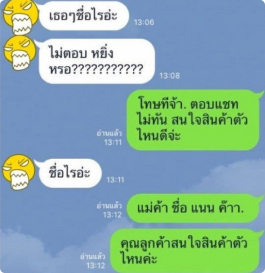 เธอๆชื่อไรอ่ะ
13:06
ไม่ตอบ หยิ่ง
หรอ???????????
13:08
โทษทีจ้า. ตอบแชท
ไม่ทัน สนใจสินค้าตัว
ไหนดีจ่ะ
อ่านแล้ว
13:11
ชื่อไรอ่ะ
13:11
แม่ค้า ชื่อ แนน ค๊าา.
อ่านแล้ว
13:12
คุณลูกค้าสนใจสินค้าตัว
ไหนค่ะ
อ่านแล้ว
13:12